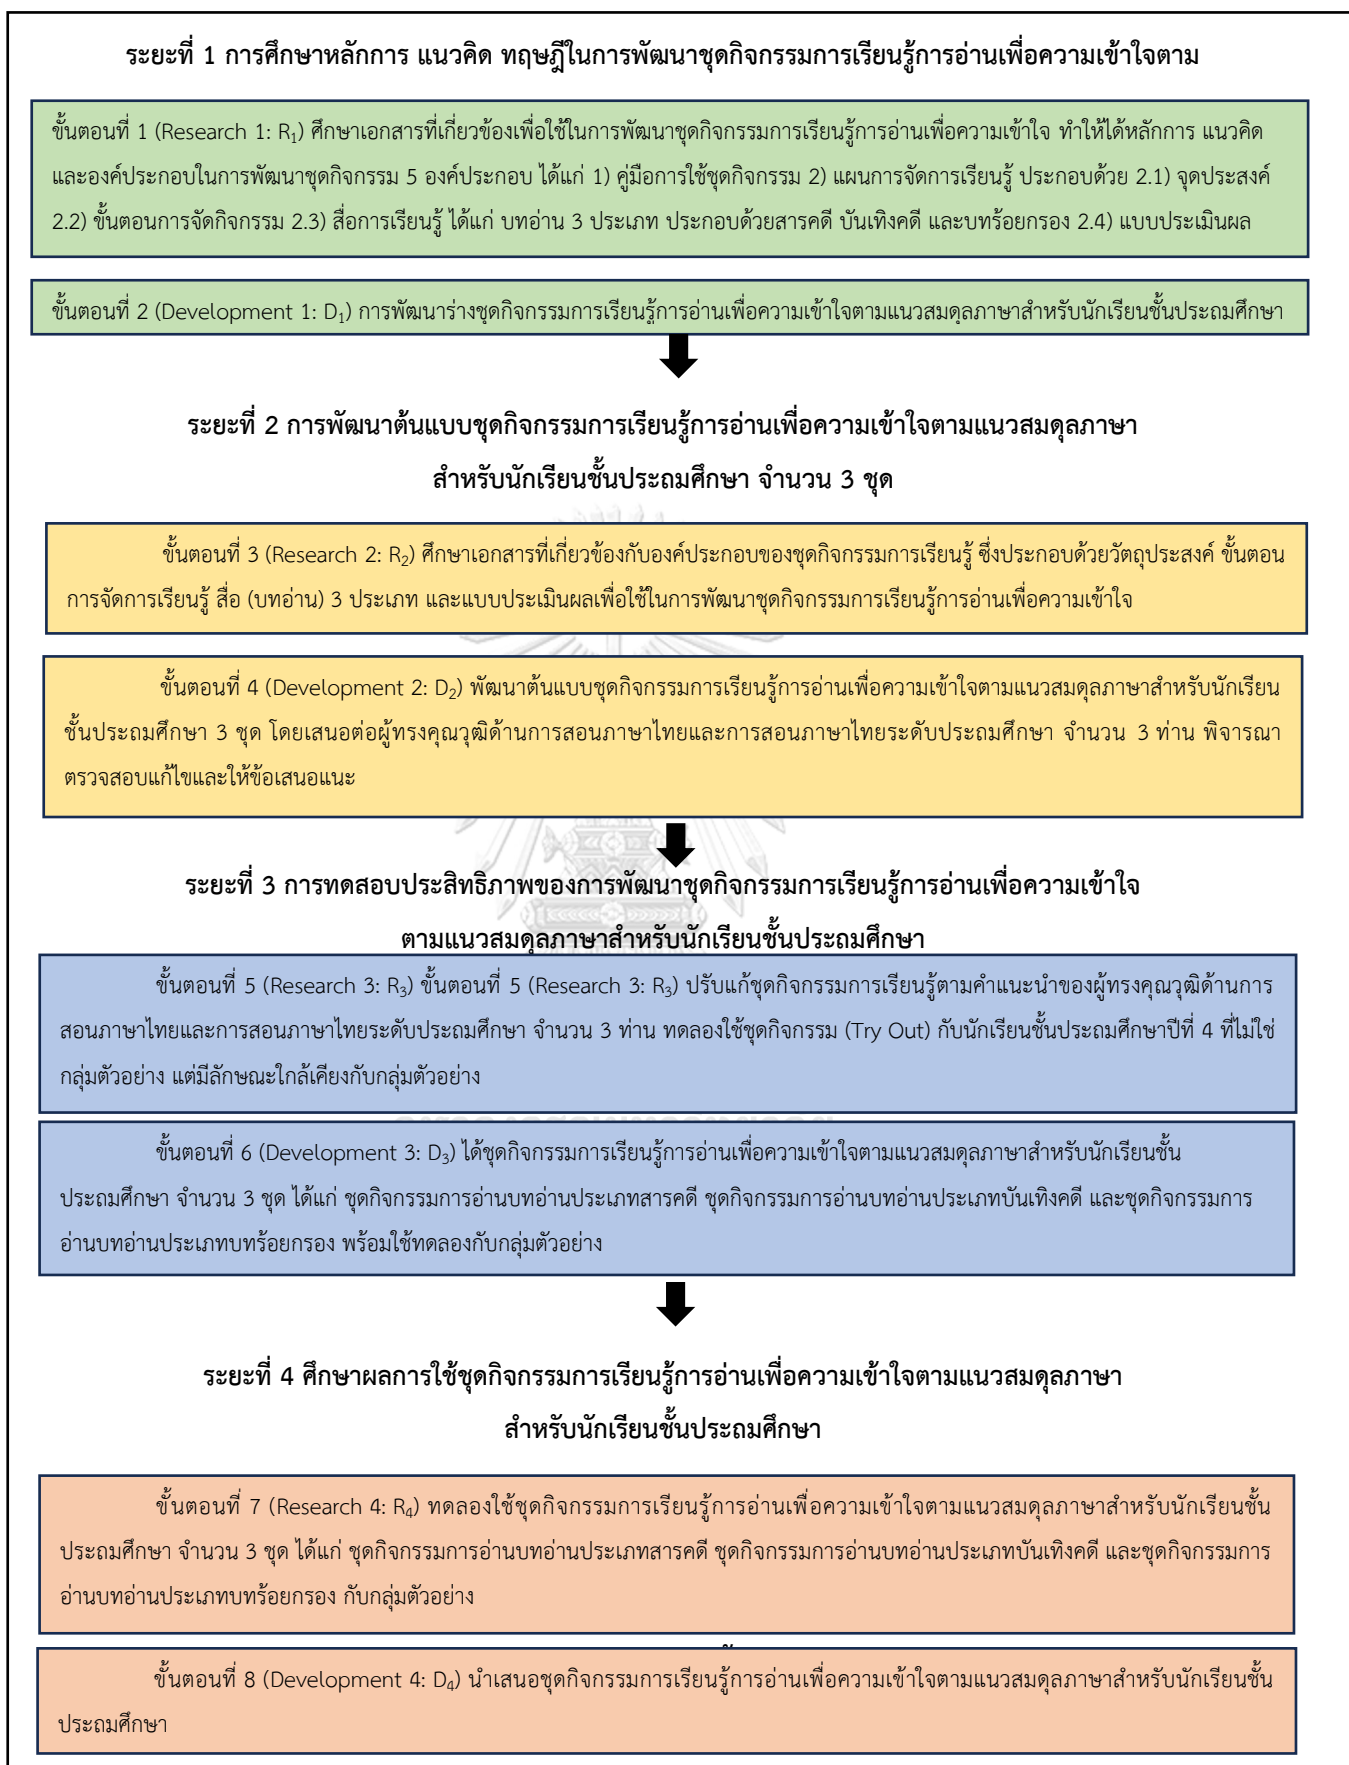 ระยะที่ 1 การศึกษาหลักการ แนวคิด ทฤษฎีในการพัฒนาชุดกิจกรรมการเรียนรู้การอ่านเพื่อความเข้าใจตาม
ขั้นตอนที่ 1 (Research 1: R₁) ศึกษาเอกสารที่เกี่ยวข้องเพื่อใช้ในการพัฒนาชุดกิจกรรมการเรียนรู้การอ่านเพื่อความเข้าใจ ทำให้ได้หลักการ แนวคิด
และองค์ประกอบในการพัฒนาชุดกิจกรรม 5 องค์ประกอบ ได้แก่ 1) คู่มือการใช้ชุดกิจกรรม 2) แผนการจัดการเรียนรู้ ประกอบด้วย 2.1) จุดประสงค์
2.2) ขั้นตอนการจัดกิจกรรม 2.3) สื่อการเรียนรู้ ได้แก่ บทอ่าน 3 ประเภท ประกอบด้วยสารคดี บันเทิงคดี และบทร้อยกรอง 2.4) แบบประเมินผล
ขั้นตอนที่ 2 (Development 1: D₁) การพัฒนาร่างชุดกิจกรรมการเรียนรู้การอ่านเพื่อความเข้าใจตามแนวสมดุลภาษาสำหรับนักเรียนชั้นประถมศึกษา
ระยะที่ 2 การพัฒนาต้นแบบชุดกิจกรรมการเรียนรู้การอ่านเพื่อความเข้าใจตามแนวสมดุลภาษา
สำหรับนักเรียนชั้นประถมศึกษา จำนวน 3 ชุด
ขั้นตอนที่ 3 (Research 2: R₂) ศึกษาเอกสารที่เกี่ยวข้องกับองค์ประกอบของชุดกิจกรรมการเรียนรู้ ซึ่งประกอบด้วยวัตถุประสงค์ ขั้นตอน
การจัดการเรียนรู้ สื่อ (บทอ่าน) 3 ประเภท และแบบประเมินผลเพื่อใช้ในการพัฒนาชุดกิจกรรมการเรียนรู้การอ่านเพื่อความเข้าใจ
ขั้นตอนที่ 4 (Development 2: D₂) พัฒนาต้นแบบชุดกิจกรรมการเรียนรู้การอ่านเพื่อความเข้าใจตามแนวสมดุลภาษาสำหรับนักเรียน
ชั้นประถมศึกษา 3 ชุด โดยเสนอต่อผู้ทรงคุณวุฒิด้านการสอนภาษาไทยและการสอนภาษาไทยระดับประถมศึกษา จำนวน 3 ท่าน พิจารณา
ตรวจสอบแก้ไขและให้ข้อเสนอแนะ
ระยะที่ 3 การทดสอบประสิทธิภาพของการพัฒนาชุดกิจกรรมการเรียนรู้การอ่านเพื่อความเข้าใจ
ตามแนวสมดุลภาษาสำหรับนักเรียนชั้นประถมศึกษา
ขั้นตอนที่ 5 (Research 3: R₃) ขั้นตอนที่ 5 (Research 3: R₃) ปรับแก้ชุดกิจกรรมการเรียนรู้ตามคำแนะนำของผู้ทรงคุณวุฒิด้านการ
สอนภาษาไทยและการสอนภาษาไทยระดับประถมศึกษา จำนวน 3 ท่าน ทดลองใช้ชุดกิจกรรม (Try Out) กับนักเรียนชั้นประถมศึกษาปีที่ 4 ที่ไม่ใช่
กลุ่มตัวอย่าง แต่มีลักษณะใกล้เคียงกับกลุ่มตัวอย่าง
ขั้นตอนที่ 6 (Development 3: D₃) ได้ชุดกิจกรรมการเรียนรู้การอ่านเพื่อความเข้าใจตามแนวสมดุลภาษาสำหรับนักเรียนชั้น
ประถมศึกษา จำนวน 3 ชุด ได้แก่ ชุดกิจกรรมการอ่านบทอ่านประเภทสารคดี ชุดกิจกรรมการอ่านบทอ่านประเภทบันเทิงคดี และชุดกิจกรรมการ
อ่านบทอ่านประเภทบทร้อยกรอง พร้อมใช้ทดลองกับกลุ่มตัวอย่าง
ระยะที่ 4 ศึกษาผลการใช้ชุดกิจกรรมการเรียนรู้การอ่านเพื่อความเข้าใจตามแนวสมดุลภาษา
สำหรับนักเรียนชั้นประถมศึกษา
ขั้นตอนที่ 7 (Research 4: R₄) ทดลองใช้ชุดกิจกรรมการเรียนรู้การอ่านเพื่อความเข้าใจตามแนวสมดุลภาษาสำหรับนักเรียนชั้น
ประถมศึกษา จำนวน 3 ชุด ได้แก่ ชุดกิจกรรมการอ่านบทอ่านประเภทสารคดี ชุดกิจกรรมการอ่านบทอ่านประเภทบันเทิงคดี และชุดกิจกรรมการ
อ่านบทอ่านประเภทบทร้อยกรอง กับกลุ่มตัวอย่าง
ขั้นตอนที่ 8 (Development 4: D₄) นำเสนอชุดกิจกรรมการเรียนรู้การอ่านเพื่อความเข้าใจตามแนวสมดุลภาษาสำหรับนักเรียนชั้น
ประถมศึกษา